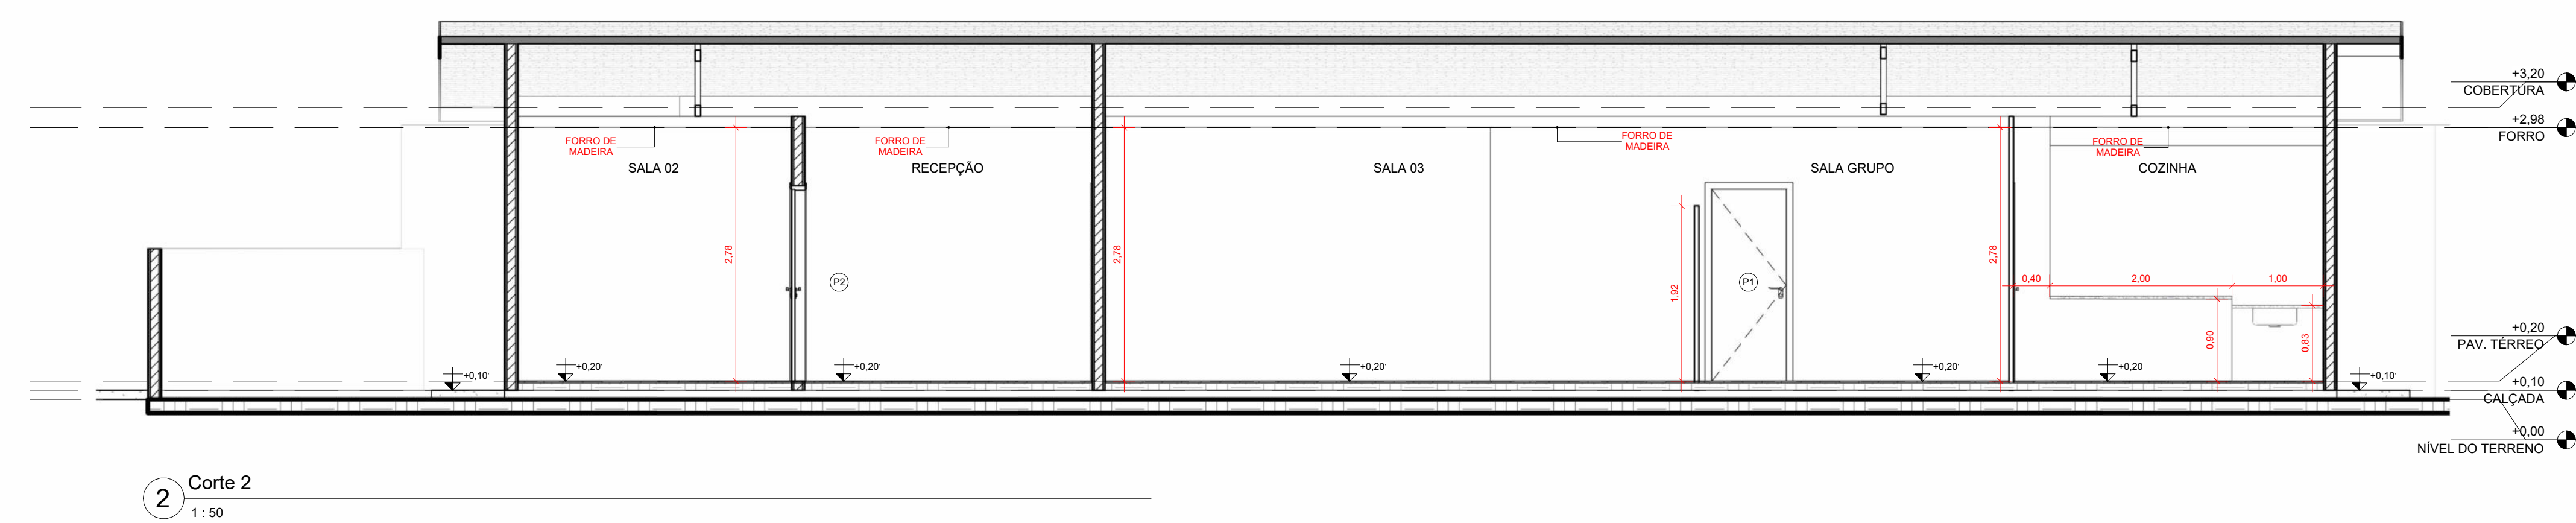 +3,20
COBERTURA
+2,98
FORRO
FORRO DE
MADEIRA
FORRO DE
MADEIRA
FORRO DE
MADEIRA
FORRO DE
MADEIRA
SALA 02
RECEPÇÃO
SALA 03
SALA GRUPO
COZINHA
2,78
2,78
2,78
1,92
P2
P1
0,40
2,00
1,00
0,90
0,83
+0,20
PAV. TÉRREO
+0,10
+0,20
+0,20
+0,20
+0,20
+0,20
+0,10
+0,10
CALÇADA
+0,00
NÍVEL DO TERRENO
2
Corte 2
1 : 50